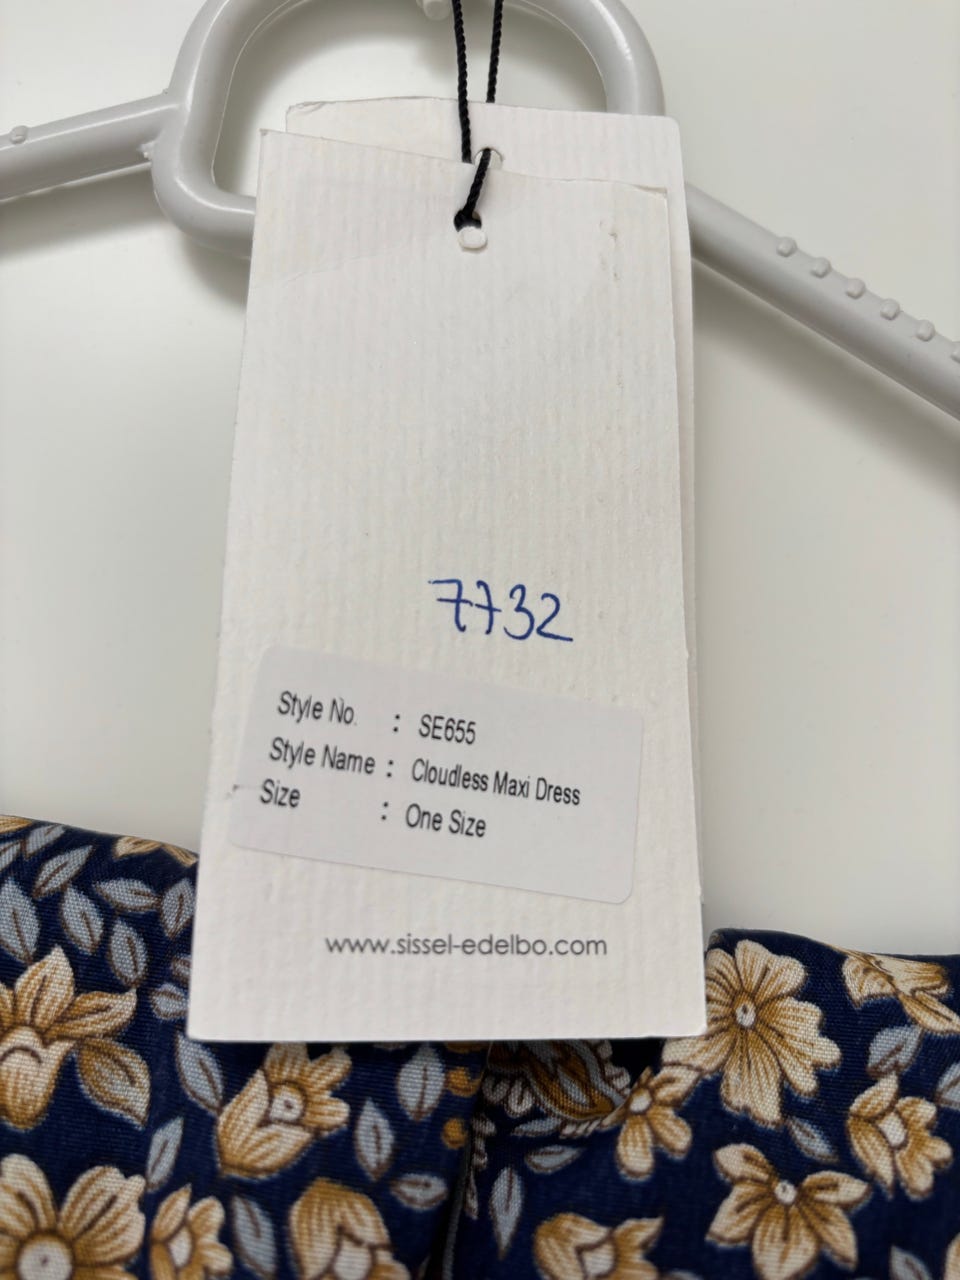 7732
Style No. : SE655
Style Name : Cloudless Maxi Dress
Size : One Size
www.sissel-edelbo.com